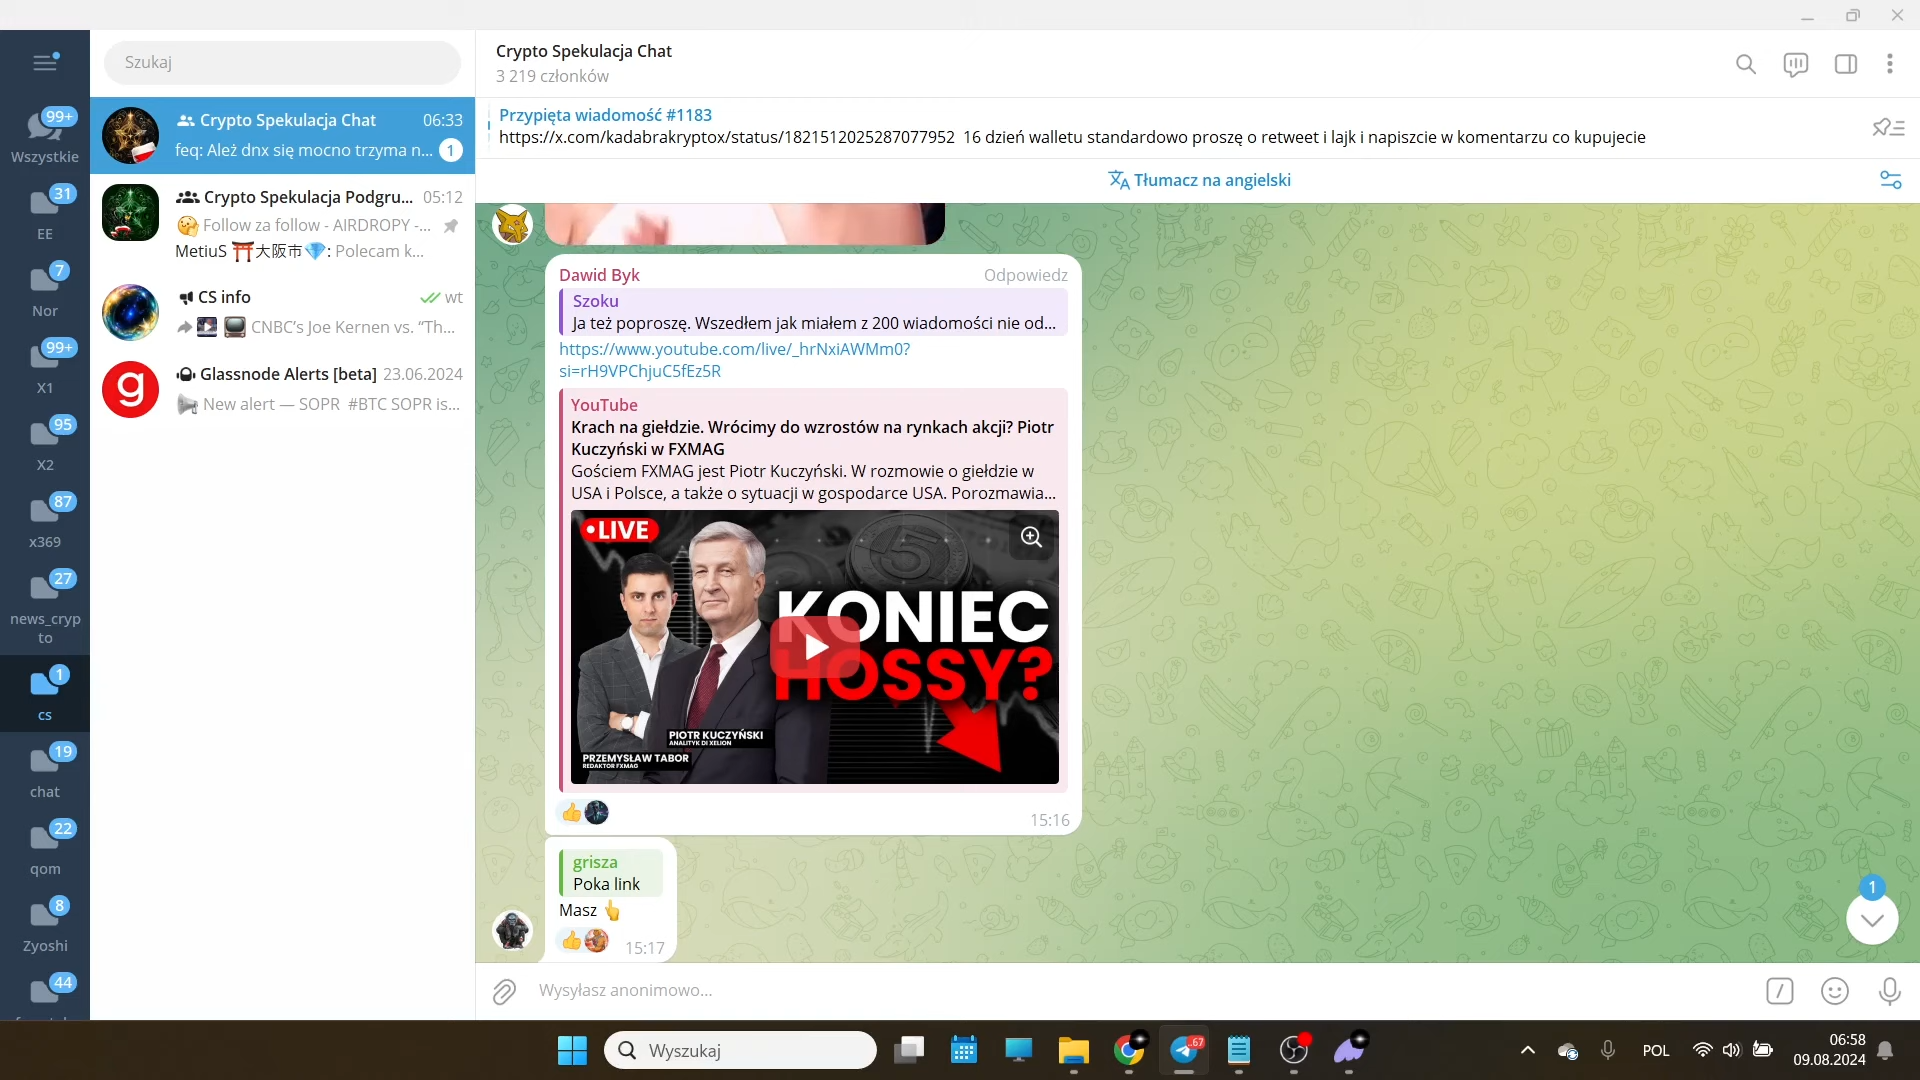 Szukaj
99+
Wszystkie
31
EE
7
Nor
99+
X1
95
X2
87
x369
27
news_cryp
to
1
cs
19
chat
22
qom
8
Zyoshi
44
Crypto Spekulacja Chat 06:33
feq: Ależ dnx się mocno trzyma n... 1
Crypto Spekulacja Podgru... 05:12
🤔 Follow za follow - AIRDROPY -...
MetiuS ⛩️大阪市💎: Polecam k...
CS info wt
📺 CNBC’s Joe Kernen vs. “Th...
g
Glassnode Alerts [beta] 23.06.2024
📢 New alert — SOPR #BTC SOPR is...
Crypto Spekulacja Chat
3 219 członków
Przypięta wiadomość #1183
https://x.com/kadabrakryptox/status/1821512025287077952 16 dzień walletu standardowo proszę o retweet i lajk i napiszcie w komentarzu co kupujecie
Tłumacz na angielski
Dawid Byk Odpowiedz
Szoku
Ja też poproszę. Wszedłem jak miałem z 200 wiadomości nie od...
https://www.youtube.com/live/_hrNxiAWMm0?
si=rH9VPChjuC5fEz5R
YouTube
Krach na giełdzie. Wrócimy do wzrostów na rynkach akcji? Piotr
Kuczyński w FXMAG
Gościem FXMAG jest Piotr Kuczyński. W rozmowie o giełdzie w
USA i Polsce, a także o sytuacji w gospodarce USA. Porozmawia...
•LIVE
5
KONIEC
HOSSY?
PIOTR KUCZYŃSKI
ANALITYK DI XELION
PRZEMYSŁAW TABOR
REDAKTOR FXMAG
👍
15:16
grisza
Poka link
Masz 👆
👍 15:17
1
Wysyłasz anonimowo...
Wyszukaj
..67
POL
06:58
09.08.2024